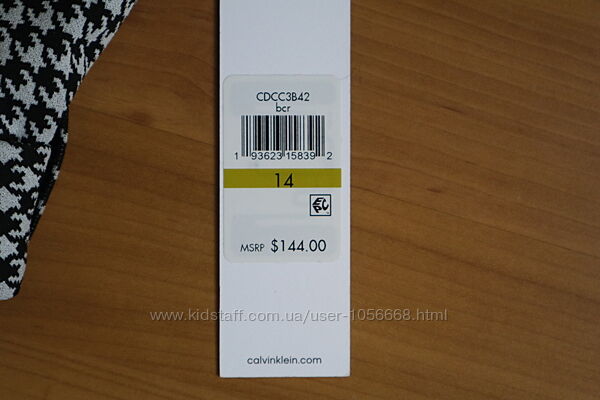 CDCC3B42
bcr
1 93623 15839 2
14
MSRP $144.00
www.kidstaff.com.ua/user-1056668.html
calvinklein.com